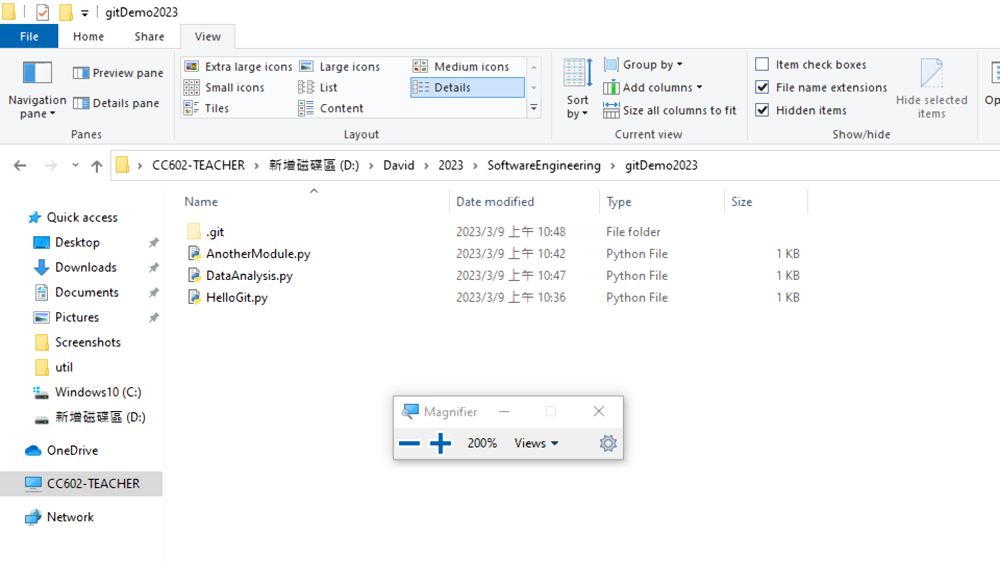 gitDemo2023
File Home Share View
Navigation pane
Preview pane
Details pane
Panes
Extra large icons Large icons Medium icons
Small icons List Details
Tiles Content
Layout
Sort by
Group by
Add columns
Size all columns to fit
Current view
Item check boxes
File name extensions
Hidden items
Hide selected items
Show/hide
Op
CC602-TEACHER > 新增磁碟區 (D:) > David > 2023 > SoftwareEngineering > gitDemo2023
Quick access
Desktop
Downloads
Documents
Pictures
Screenshots
util
Windows10 (C:)
新增磁碟區 (D:)
OneDrive
CC602-TEACHER
Network
Name Date modified Type Size
.git 2023/3/9 上午 10:48 File folder
AnotherModule.py 2023/3/9 上午 10:42 Python File 1 KB
DataAnalysis.py 2023/3/9 上午 10:47 Python File 1 KB
HelloGit.py 2023/3/9 上午 10:36 Python File 1 KB
Magnifier
200% Views